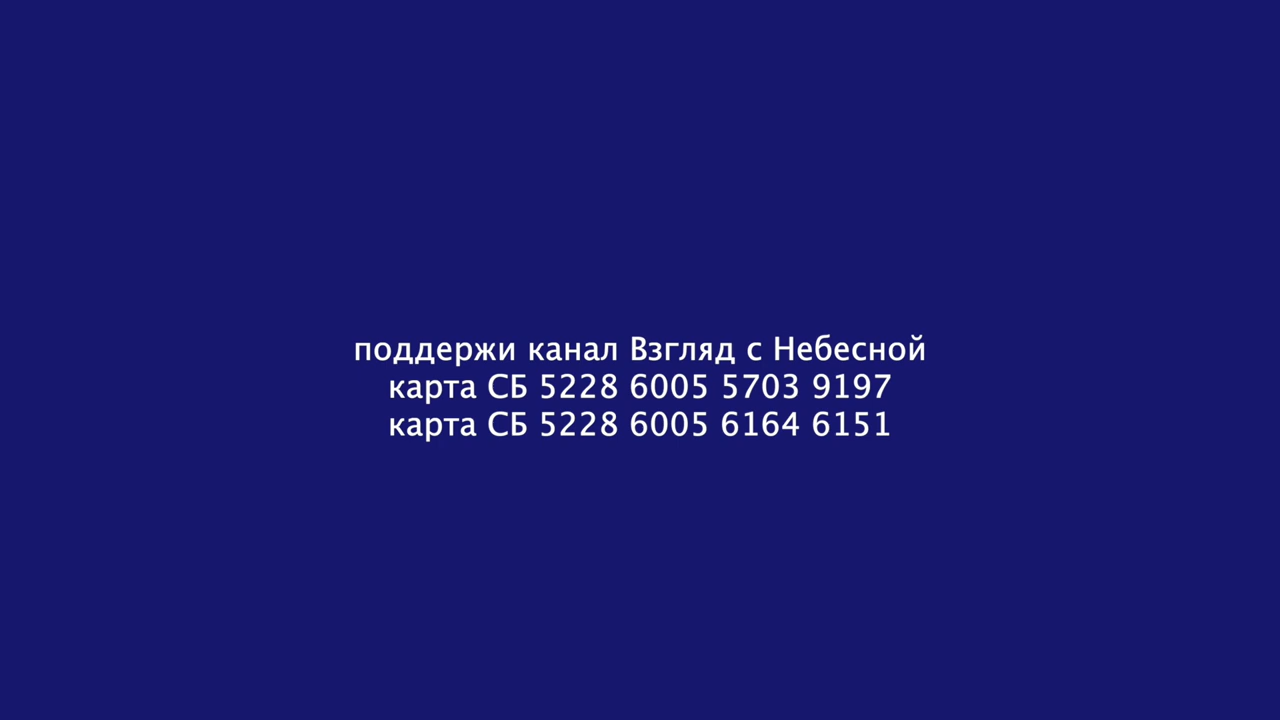 поддержи канал Взгляд с Небесной
карта СБ 5228 6005 5703 9197
карта СБ 5228 6005 6164 6151